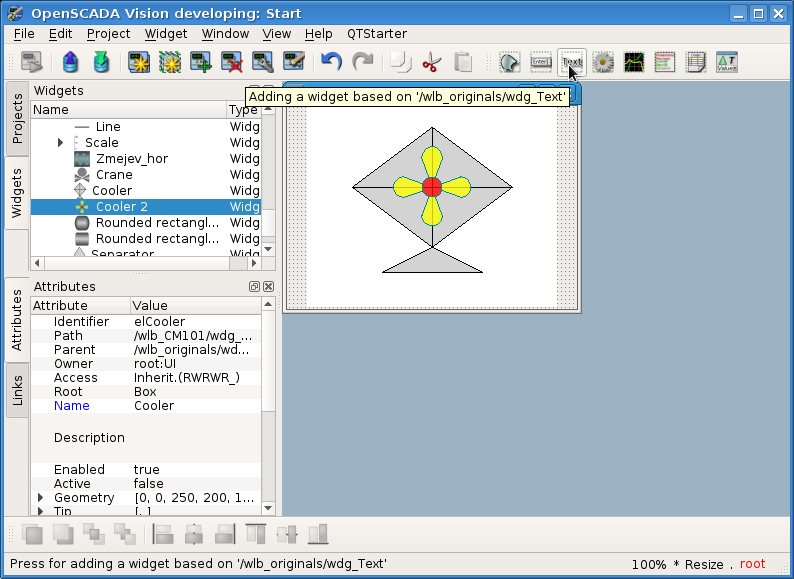 OpenSCADA Vision developing: Start
File Edit Project Widget Window View Help QTStarter
Text
Adding a widget based on '/wlb_originals/wdg_Text'
Projects
Widgets
Attributes
Links
Widgets
Name Type
Line Widg
Scale Widg
Zmejev_hor Widg
Crane Widg
Cooler Widg
Cooler 2 Widg
Rounded rectangl... Widg
Rounded rectangl... Widg
Separator Widg
Attributes
Attribute Value
Identifier elCooler
Path /wlb_CM101/wdg_...
Parent /wlb_originals/wd...
Owner root:UI
Access Inherit.(RWRWR_)
Root Box
Name Cooler
Description
Enabled true
Active false
Geometry [0, 0, 250, 200, 1...
Tip [, ]
Press for adding a widget based on '/wlb_originals/wdg_Text'
100% * Resize . root